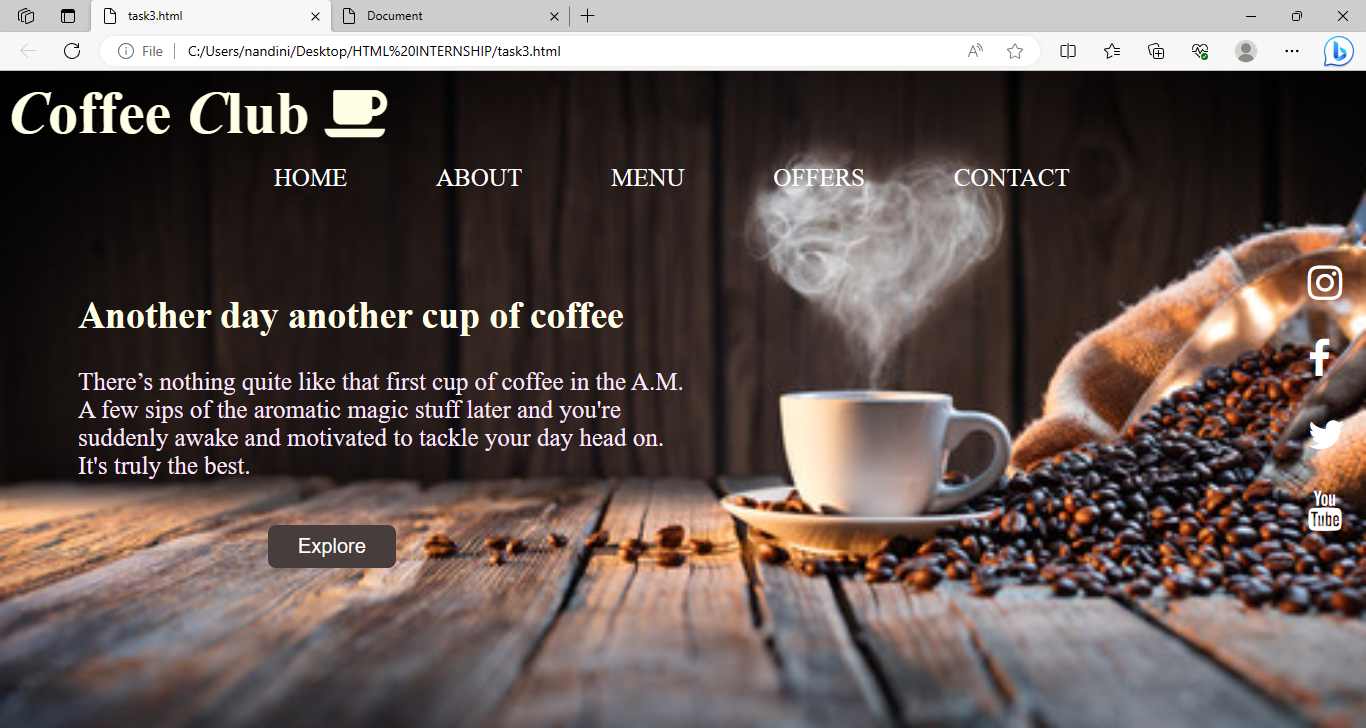 task3.html
Document
File
C:/Users/nandini/Desktop/HTML%20INTERNSHIP/task3.html
Coffee Club
HOME ABOUT MENU OFFERS CONTACT
Another day another cup of coffee
There’s nothing quite like that first cup of coffee in the A.M.
A few sips of the aromatic magic stuff later and you're
suddenly awake and motivated to tackle your day head on.
It's truly the best.
Explore
You
Tube